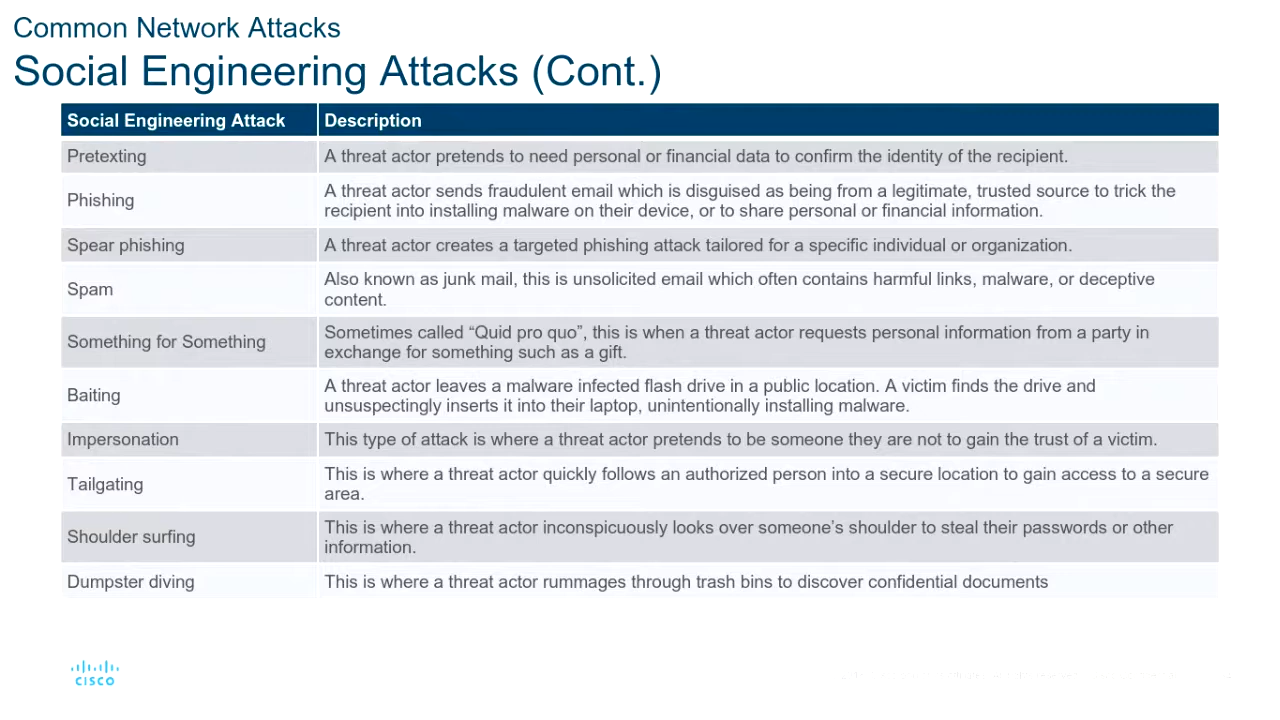 Common Network Attacks
Social Engineering Attacks (Cont.)
Social Engineering Attack Description
Pretexting A threat actor pretends to need personal or financial data to confirm the identity of the recipient.
Phishing A threat actor sends fraudulent email which is disguised as being from a legitimate, trusted source to trick the
recipient into installing malware on their device, or to share personal or financial information.
Spear phishing A threat actor creates a targeted phishing attack tailored for a specific individual or organization.
Spam Also known as junk mail, this is unsolicited email which often contains harmful links, malware, or deceptive
content.
Something for Something Sometimes called “Quid pro quo”, this is when a threat actor requests personal information from a party in
exchange for something such as a gift.
Baiting A threat actor leaves a malware infected flash drive in a public location. A victim finds the drive and
unsuspectingly inserts it into their laptop, unintentionally installing malware.
Impersonation This type of attack is where a threat actor pretends to be someone they are not to gain the trust of a victim.
Tailgating This is where a threat actor quickly follows an authorized person into a secure location to gain access to a secure
area.
Shoulder surfing This is where a threat actor inconspicuously looks over someone’s shoulder to steal their passwords or other
information.
Dumpster diving This is where a threat actor rummages through trash bins to discover confidential documents
CISCO